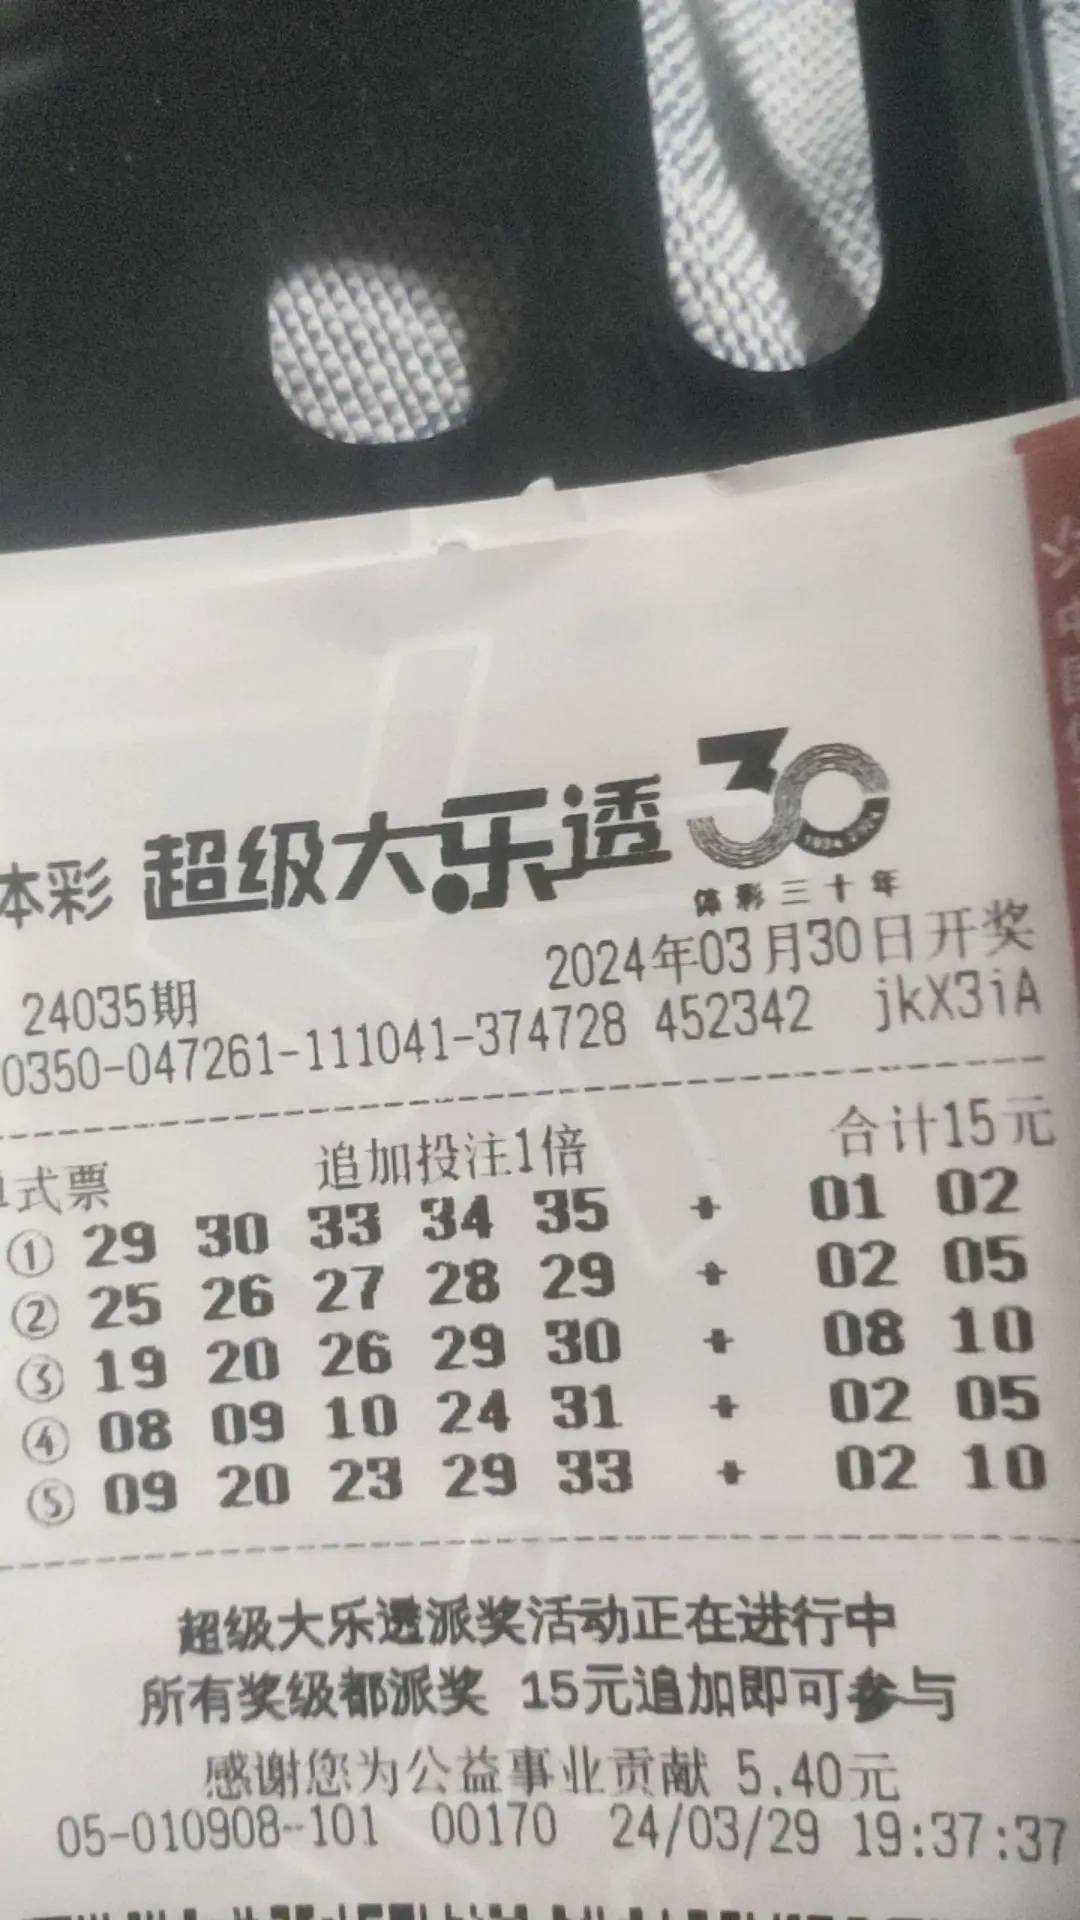 体彩 超级大乐透 30
1994-2024
体彩三十年
24035期 2024年03月30日开奖
0350-047261-111041-374728 452342 jkX3iA
单式票 追加投注1倍 合计15元
① 29 30 33 34 35 + 01 02
② 25 26 27 28 29 + 02 05
③ 19 20 26 29 30 + 08 10
④ 08 09 10 24 31 + 02 05
⑤ 09 20 23 29 33 + 02 10
超级大乐透派奖活动正在进行中
所有奖级都派奖 15元追加即可参与
感谢您为公益事业贡献 5.40元
05-010908-101 00170 24/03/29 19:37:37
中国体